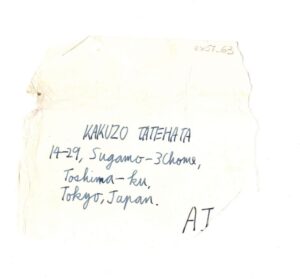 KAKUZO TATEHATA
14-29, Sugamo-3Chome,
Toshima-ku,
Tokyo, Japan.